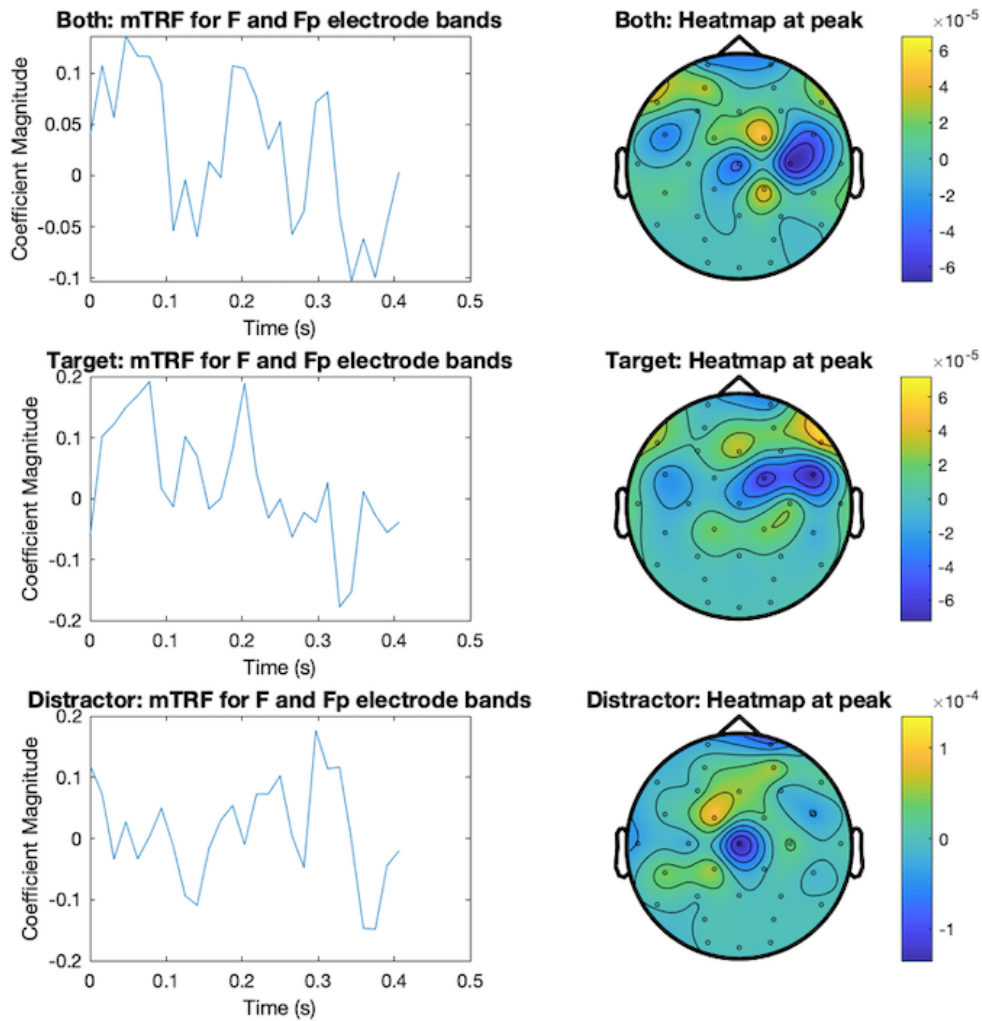 Both: mTRF for F and Fp electrode bands
Coefficient Magnitude
0.1
0.05
0
-0.05
-0.1
0 0.1 0.2 0.3 0.4 0.5
Time (s)
Both: Heatmap at peak
×10⁻⁵
6
4
2
0
-2
-4
-6
Target: mTRF for F and Fp electrode bands
Coefficient Magnitude
0.2
0.1
0
-0.1
-0.2
0 0.1 0.2 0.3 0.4 0.5
Time (s)
Target: Heatmap at peak
×10⁻⁵
6
4
2
0
-2
-4
-6
Distractor: mTRF for F and Fp electrode bands
Coefficient Magnitude
0.2
0.1
0
-0.1
-0.2
0 0.1 0.2 0.3 0.4 0.5
Time (s)
Distractor: Heatmap at peak
×10⁻⁴
1
0
-1